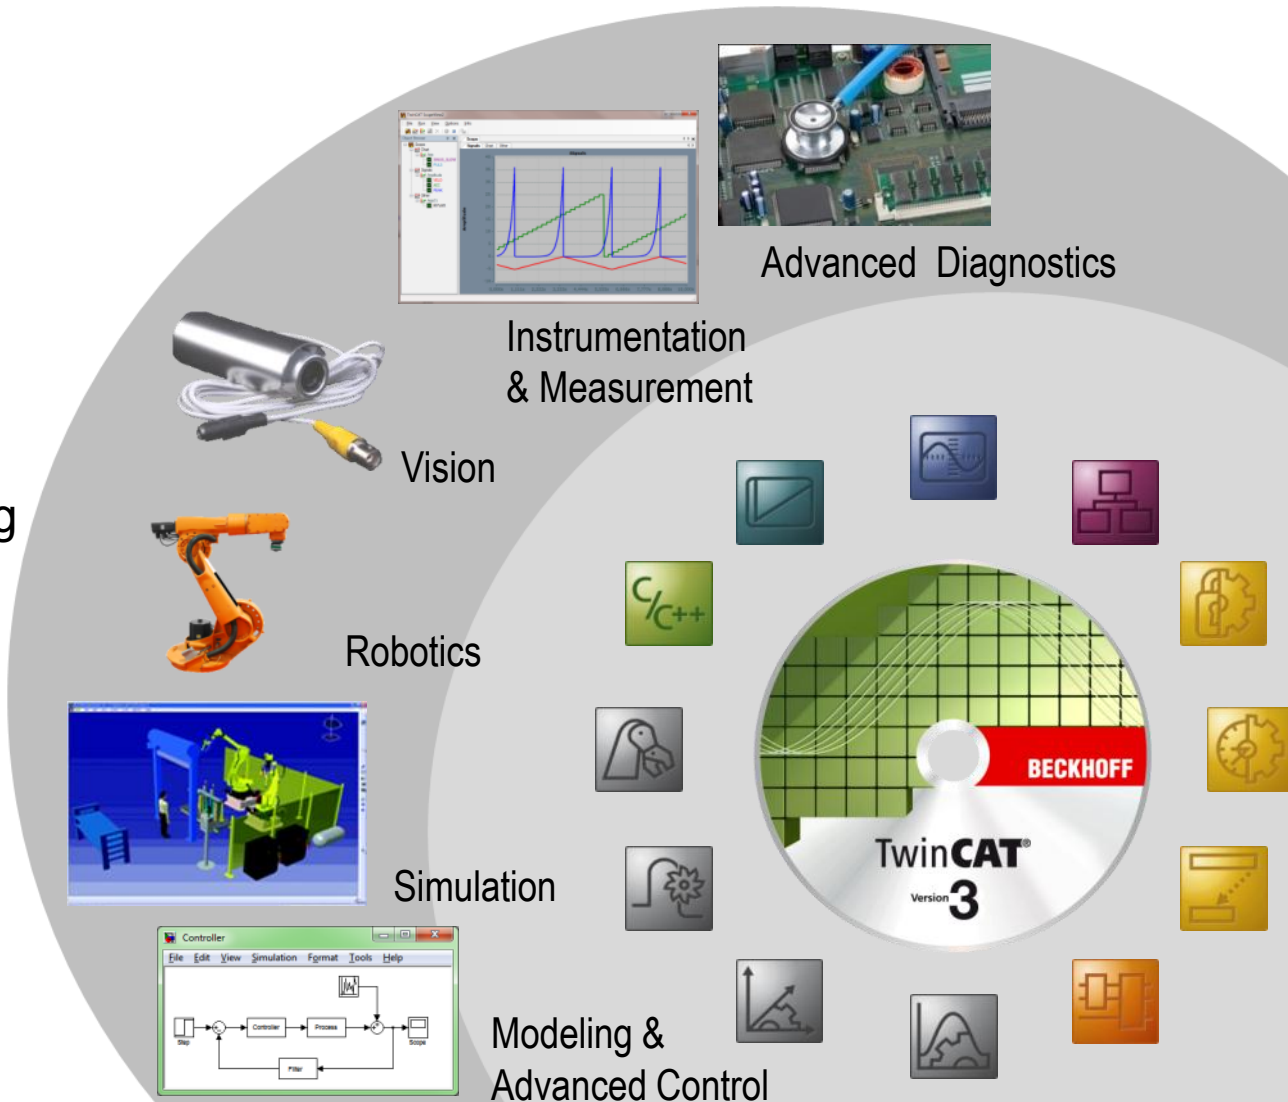 Advanced Diagnostics
Instrumentation
& Measurement
Vision
g
Robotics
C/C++
BECKHOFF
TwinCAT®
Version 3
Simulation
Controller
File Edit View Simulation Format Tools Help
Step
Controller
Process
Scope
Filter
Modeling &
Advanced Control